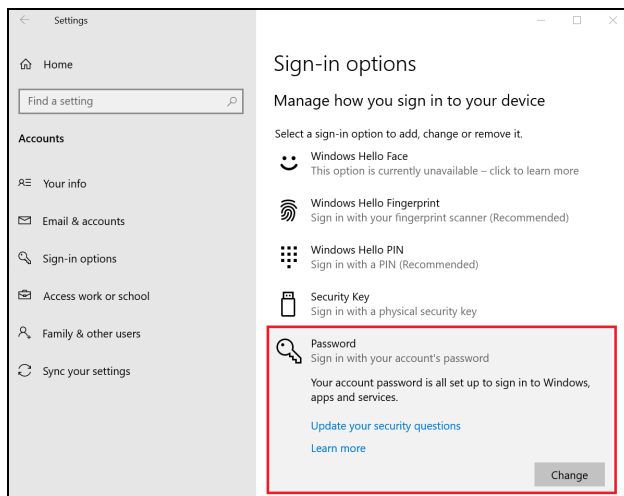 Settings
Home
Find a setting
Accounts
Your info
Email & accounts
Sign-in options
Access work or school
Family & other users
Sync your settings
Sign-in options
Manage how you sign in to your device
Select a sign-in option to add, change or remove it.
Windows Hello Face
This option is currently unavailable – click to learn more
Windows Hello Fingerprint
Sign in with your fingerprint scanner (Recommended)
Windows Hello PIN
Sign in with a PIN (Recommended)
Security Key
Sign in with a physical security key
Password
Sign in with your account's password
Your account password is all set up to sign in to Windows,
apps and services.
Update your security questions
Learn more
Change